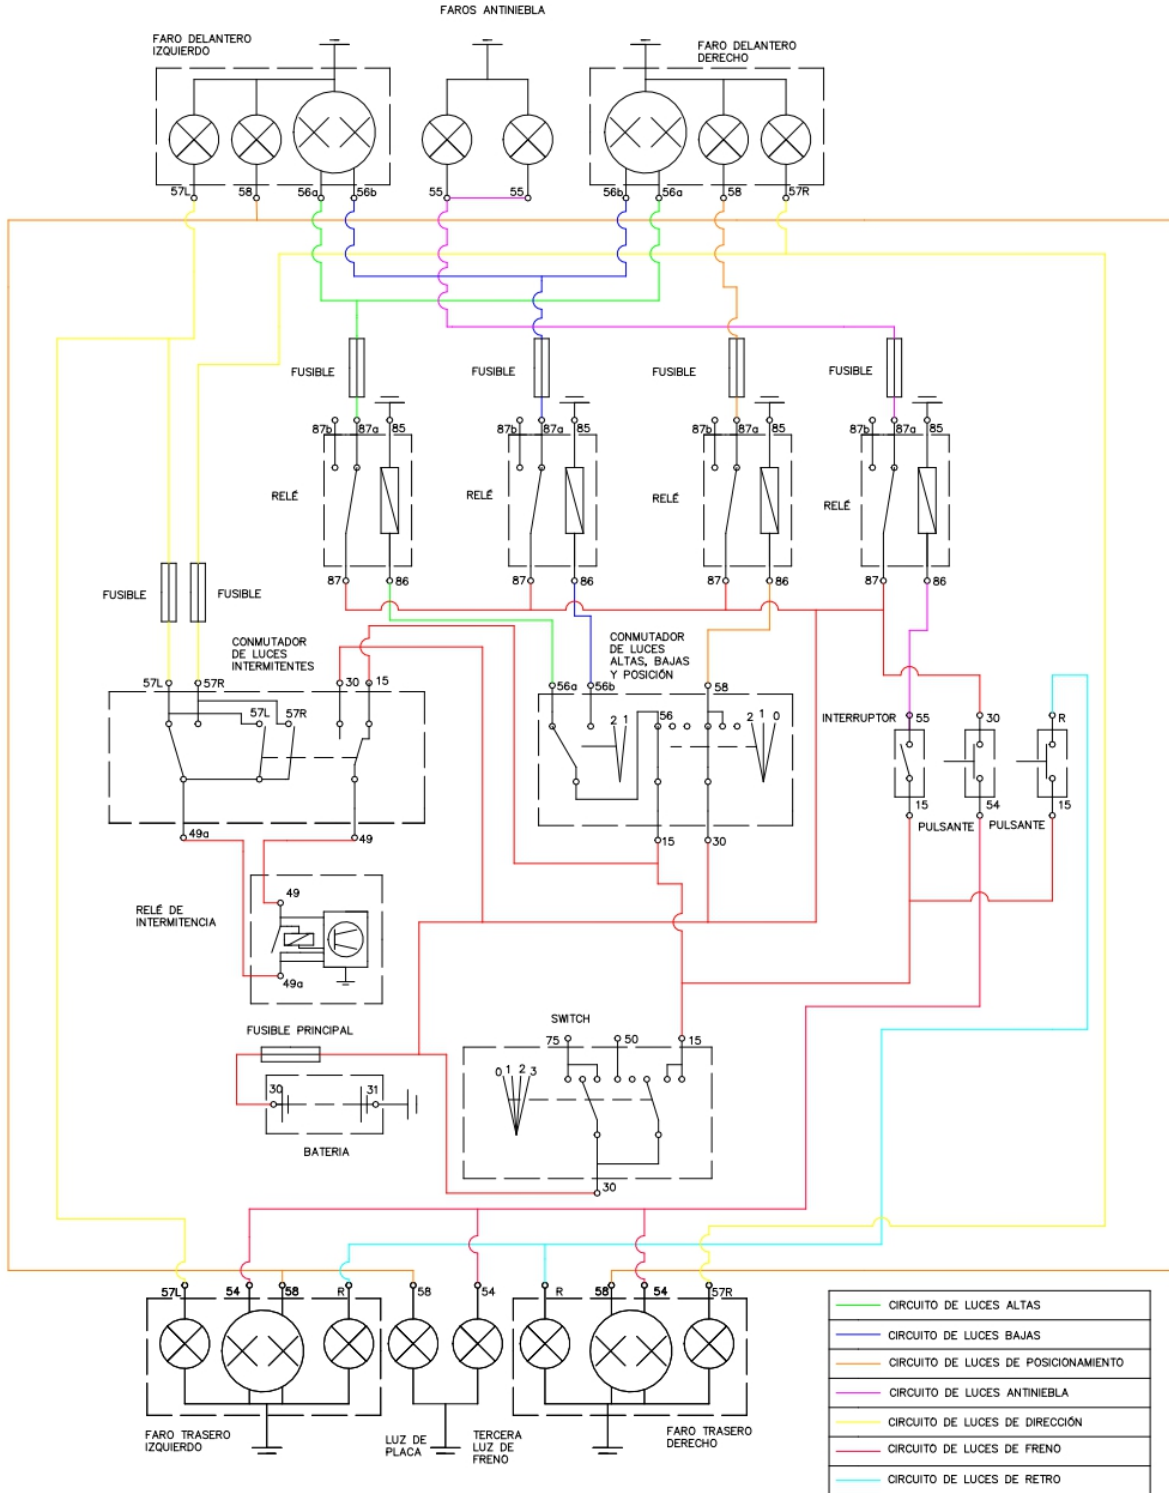 FAROS ANTINIEBLA
FARO DELANTERO
IZQUIERDO
FARO DELANTERO
DERECHO
57L
58
56a
56b
55
55
56b
56a
58
57R
FUSIBLE
FUSIBLE
FUSIBLE
FUSIBLE
87b
87a
85
87b
87a
85
87b
87a
85
87b
87a
85
RELÉ
RELÉ
RELÉ
RELÉ
87
86
87
86
87
86
87
86
FUSIBLE
FUSIBLE
CONMUTADOR
DE LUCES
INTERMITENTES
CONMUTADOR
DE LUCES
ALTAS, BAJAS
Y POSICIÓN
57L
57R
30
15
56a
56b
58
57L
57R
2 1
56
2 1 0
INTERRUPTOR
55
30
R
15
54
15
PULSANTE
PULSANTE
49a
49
15
30
RELÉ DE
INTERMITENCIA
49
49a
FUSIBLE PRINCIPAL
30
31
BATERIA
SWITCH
75
50
15
0 1 2 3
30
57L
54
58
R
58
54
R
58
54
57R
FARO TRASERO
IZQUIERDO
LUZ DE
PLACA
TERCERA
LUZ DE
FRENO
FARO TRASERO
DERECHO
CIRCUITO DE LUCES ALTAS
CIRCUITO DE LUCES BAJAS
CIRCUITO DE LUCES DE POSICIONAMIENTO
CIRCUITO DE LUCES ANTINIEBLA
CIRCUITO DE LUCES DE DIRECCIÓN
CIRCUITO DE LUCES DE FRENO
CIRCUITO DE LUCES DE RETRO